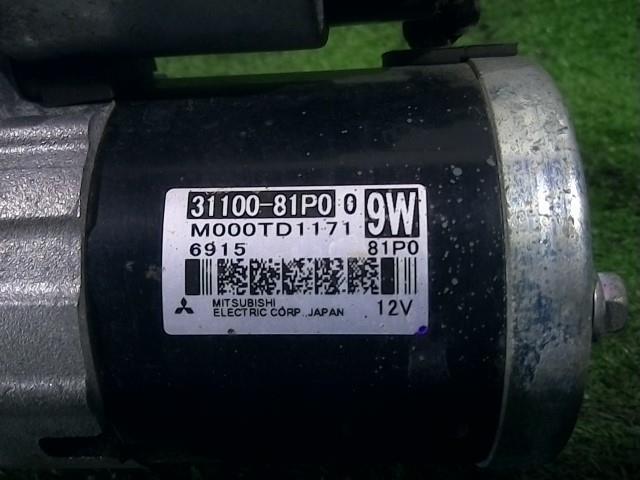 31100-81P0 0 9W
M000TD1171
6915 81P0
MITSUBISHI
ELECTRIC CORP., JAPAN 12V